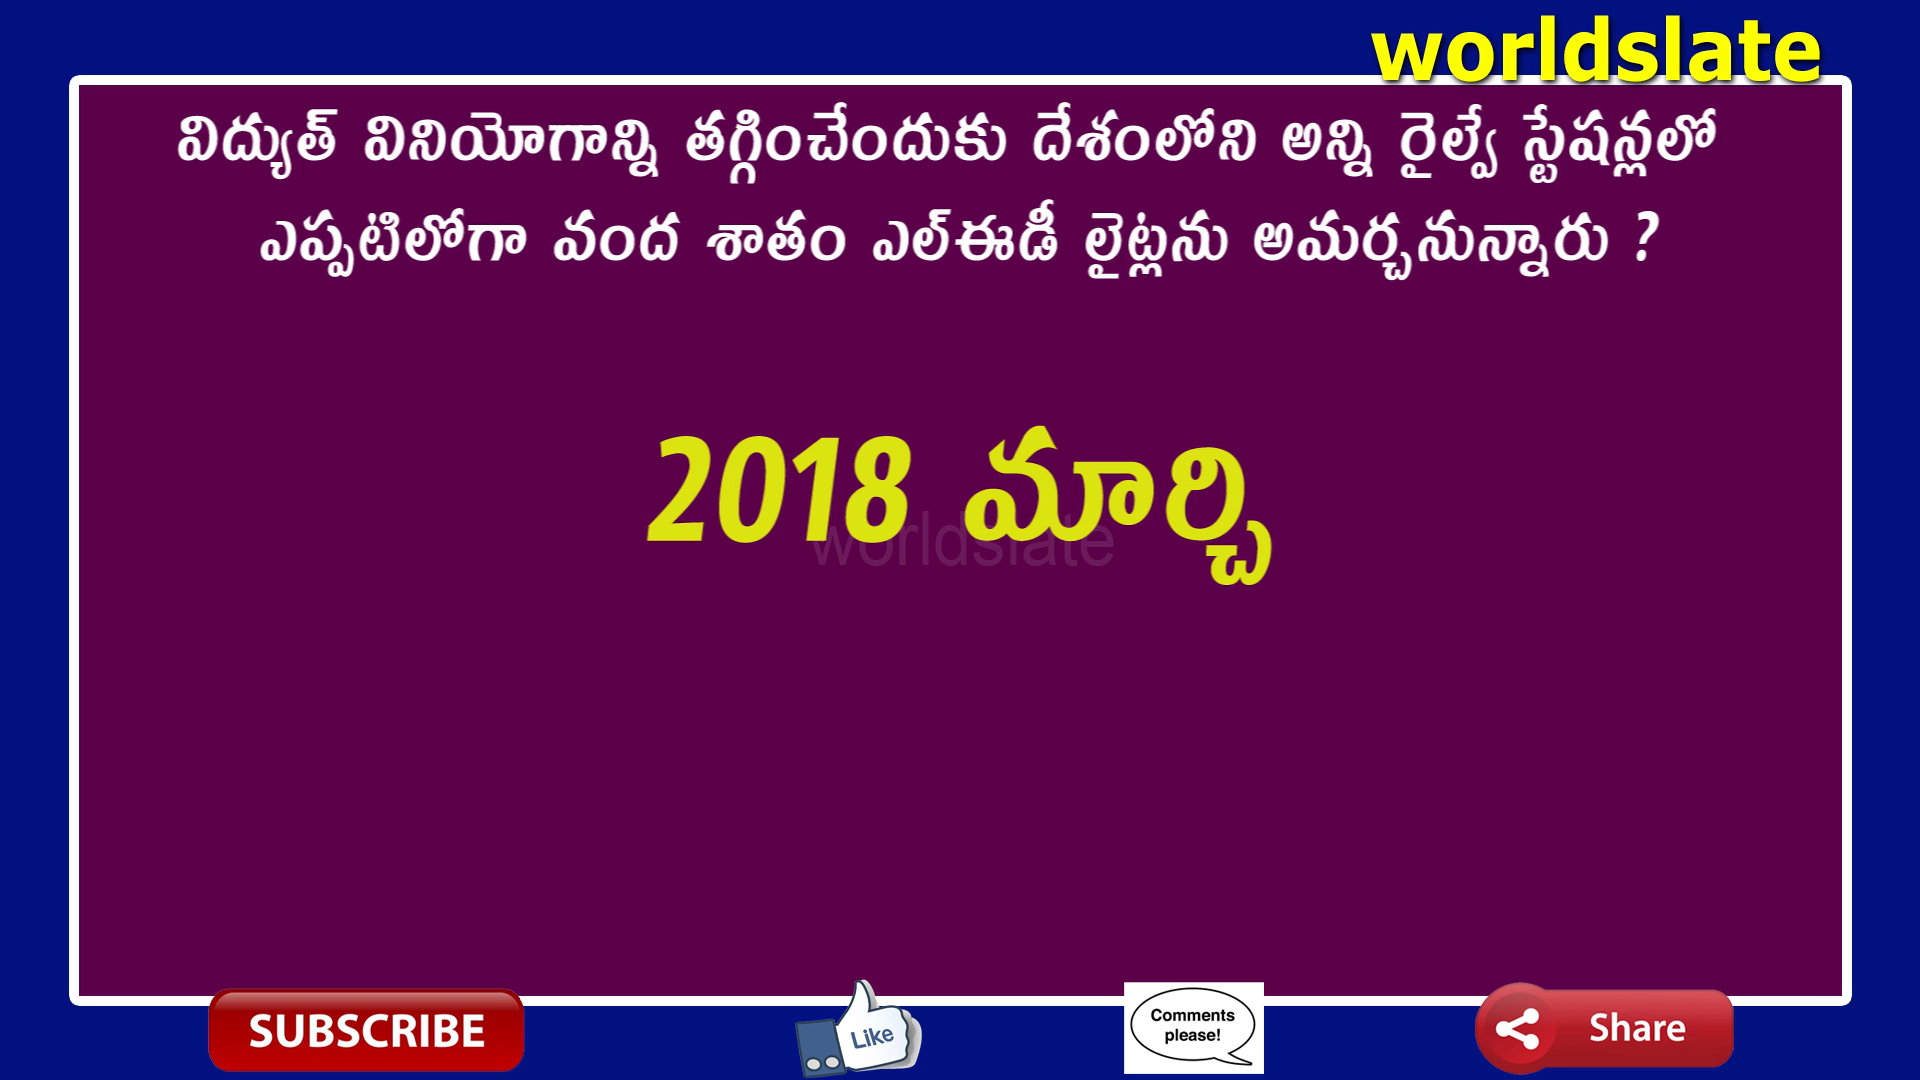 worldslate
విద్యుత్ వినియోగాన్ని తగ్గించేందుకు దేశంలోని అన్ని రైల్వే స్టేషన్లలో
ఎప్పటిలోగా వంద శాతం ఎల్ఈడీ లైట్లను అమర్చనున్నారు ?
2018 మార్చి
worldslate
SUBSCRIBE
Like
Comments
please!
Share